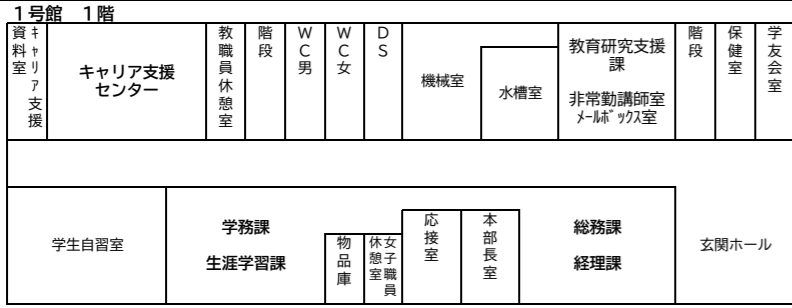 1号館　1階
キャリア支援
資料室
キャリア支援
センター
教職員休憩室
階段
WC男
WC女
DS
機械室
水槽室
教育研究支援
課
非常勤講師室
ﾒｰﾙﾎﾞｯｸｽ室
階段
保健室
学友会室
学生自習室
学務課
生涯学習課
物品庫
女子職員
休憩室
応接室
本部長室
総務課
経理課
玄関ホール